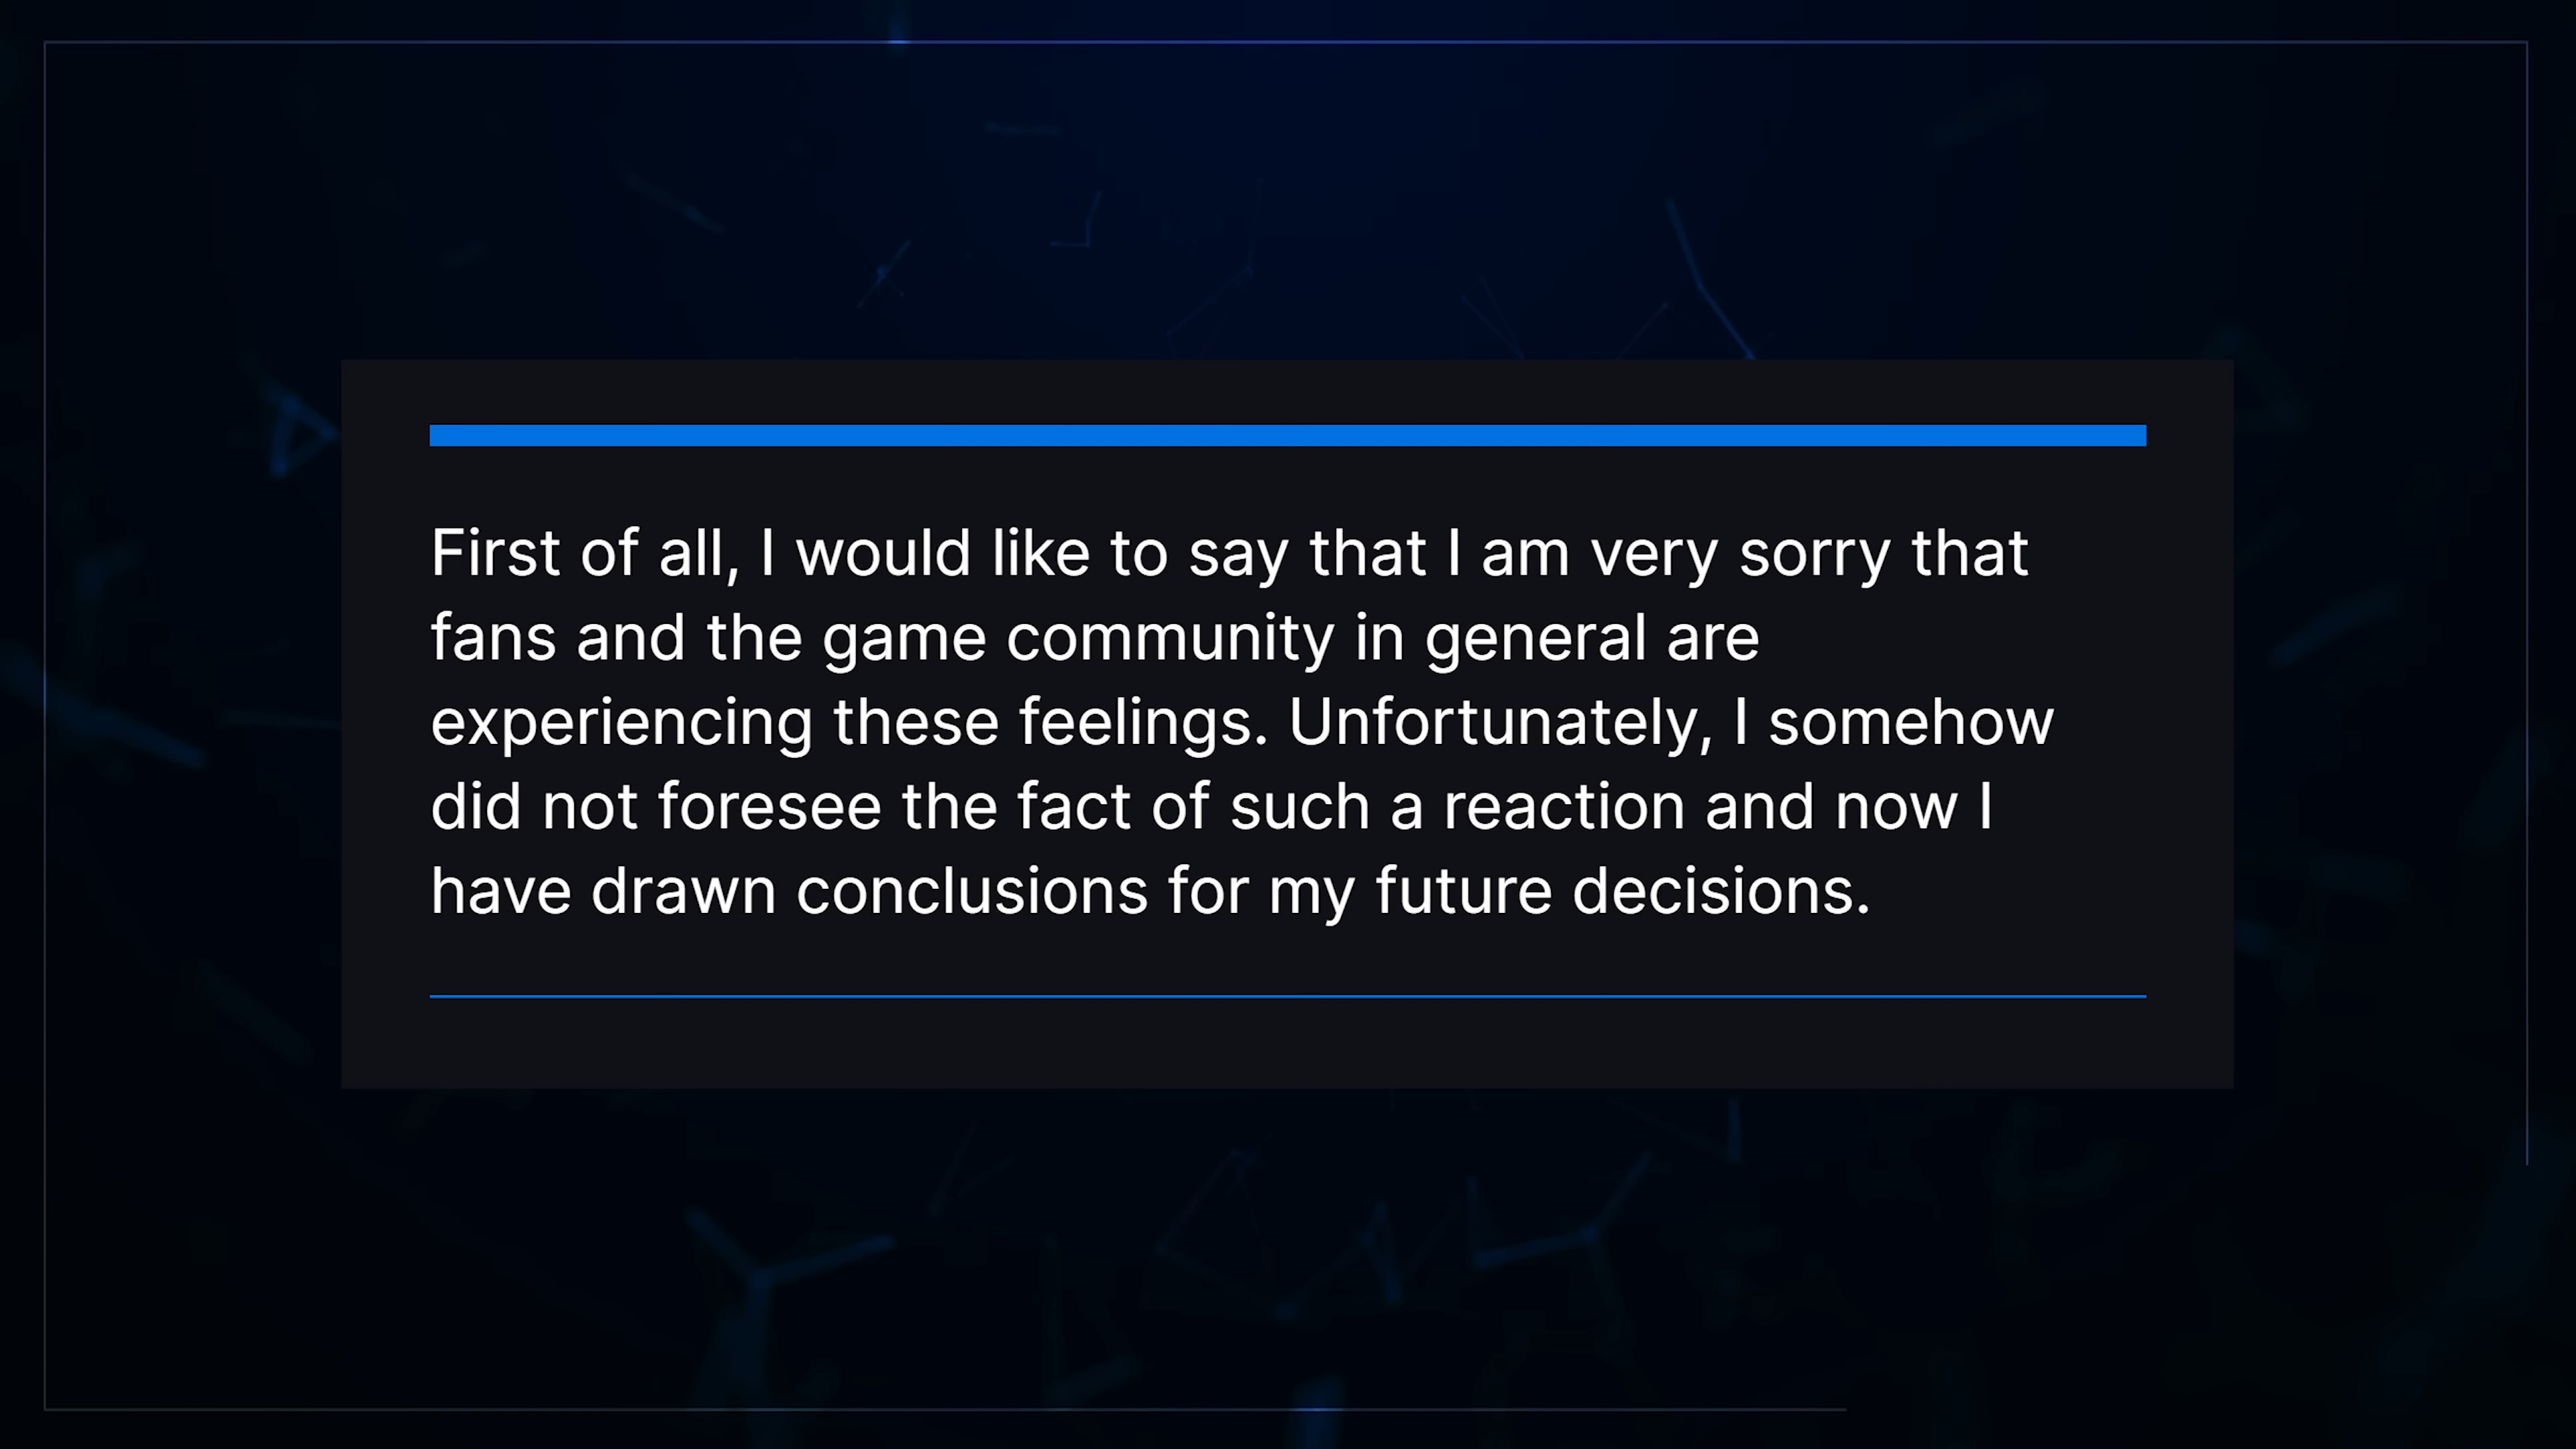 First of all, I would like to say that I am very sorry that
fans and the game community in general are
experiencing these feelings. Unfortunately, I somehow
did not foresee the fact of such a reaction and now I
have drawn conclusions for my future decisions.